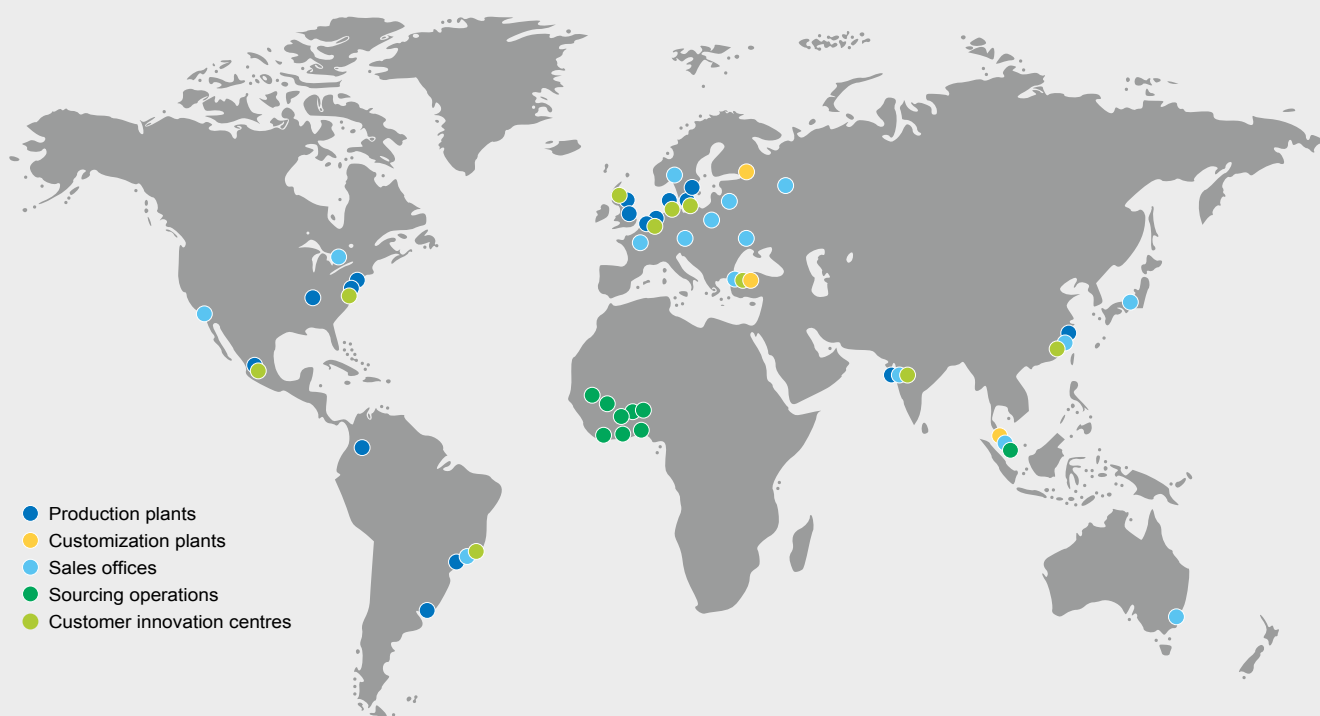 Production plants
Customization plants
Sales offices
Sourcing operations
Customer innovation centres